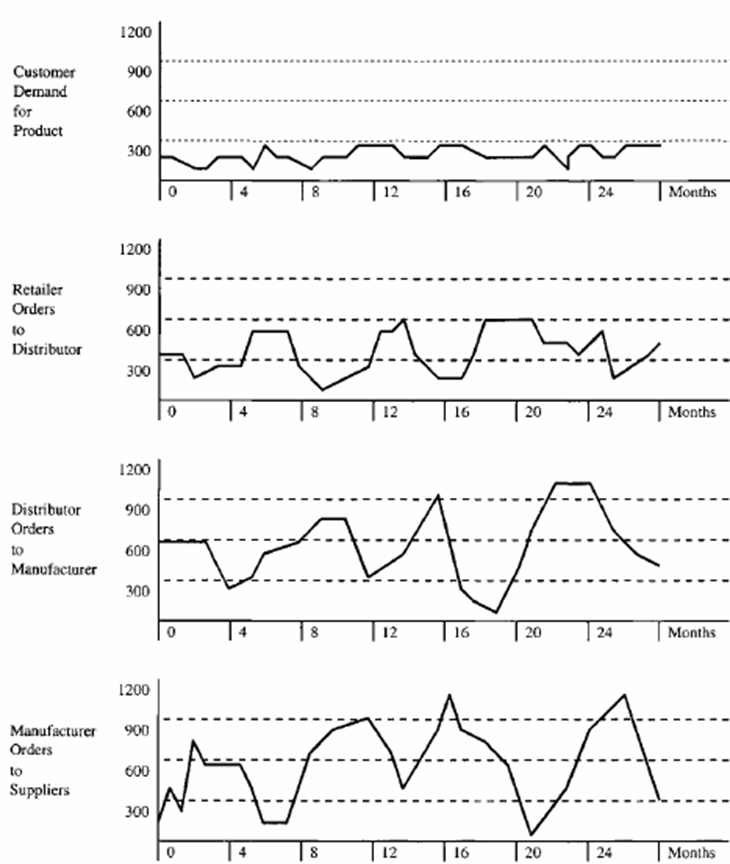 1200
Customer 900
Demand
for 600
Product
300
0 4 8 12 16 20 24 Months
1200
Retailer 900
Orders
to 600
Distributor
300
0 4 8 12 16 20 24 Months
1200
Distributor 900
Orders
to 600
Manufacturer
300
0 4 8 12 16 20 24 Months
1200
Manufacturer 900
Orders
to 600
Suppliers
300
0 4 8 12 16 20 24 Months